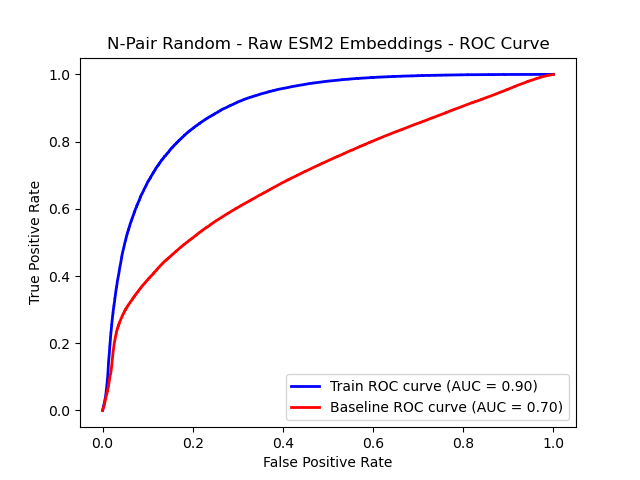 N-Pair Random - Raw ESM2 Embeddings - ROC Curve
1.0
0.8
0.6
0.4
0.2
0.0
True Positive Rate
Train ROC curve (AUC = 0.90)
Baseline ROC curve (AUC = 0.70)
0.0 0.2 0.4 0.6 0.8 1.0
False Positive Rate